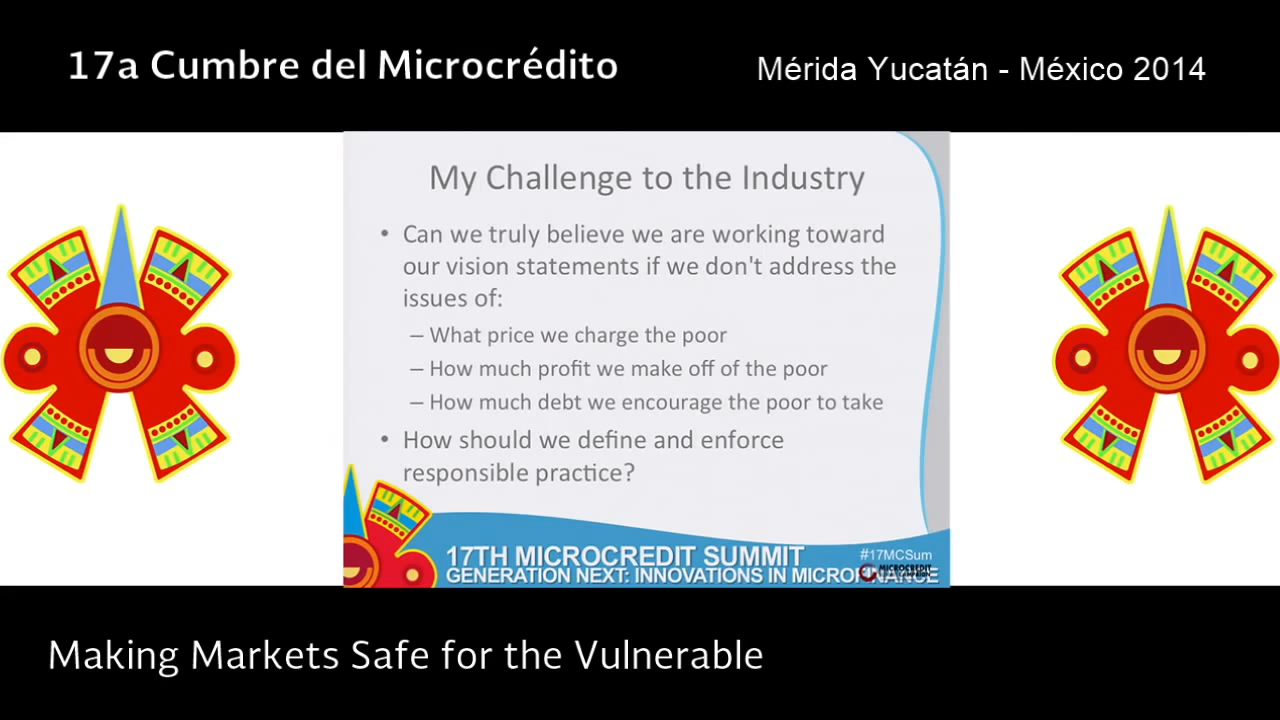 17a Cumbre del Microcrédito
Mérida Yucatán - México 2014
My Challenge to the Industry
• Can we truly believe we are working toward
our vision statements if we don't address the
issues of:
– What price we charge the poor
– How much profit we make off of the poor
– How much debt we encourage the poor to take
• How should we define and enforce
responsible practice?
17TH MICROCREDIT SUMMIT
#17MCSum
GENERATION NEXT: INNOVATIONS IN MICROFINANCE
MICROCREDIT
Making Markets Safe for the Vulnerable